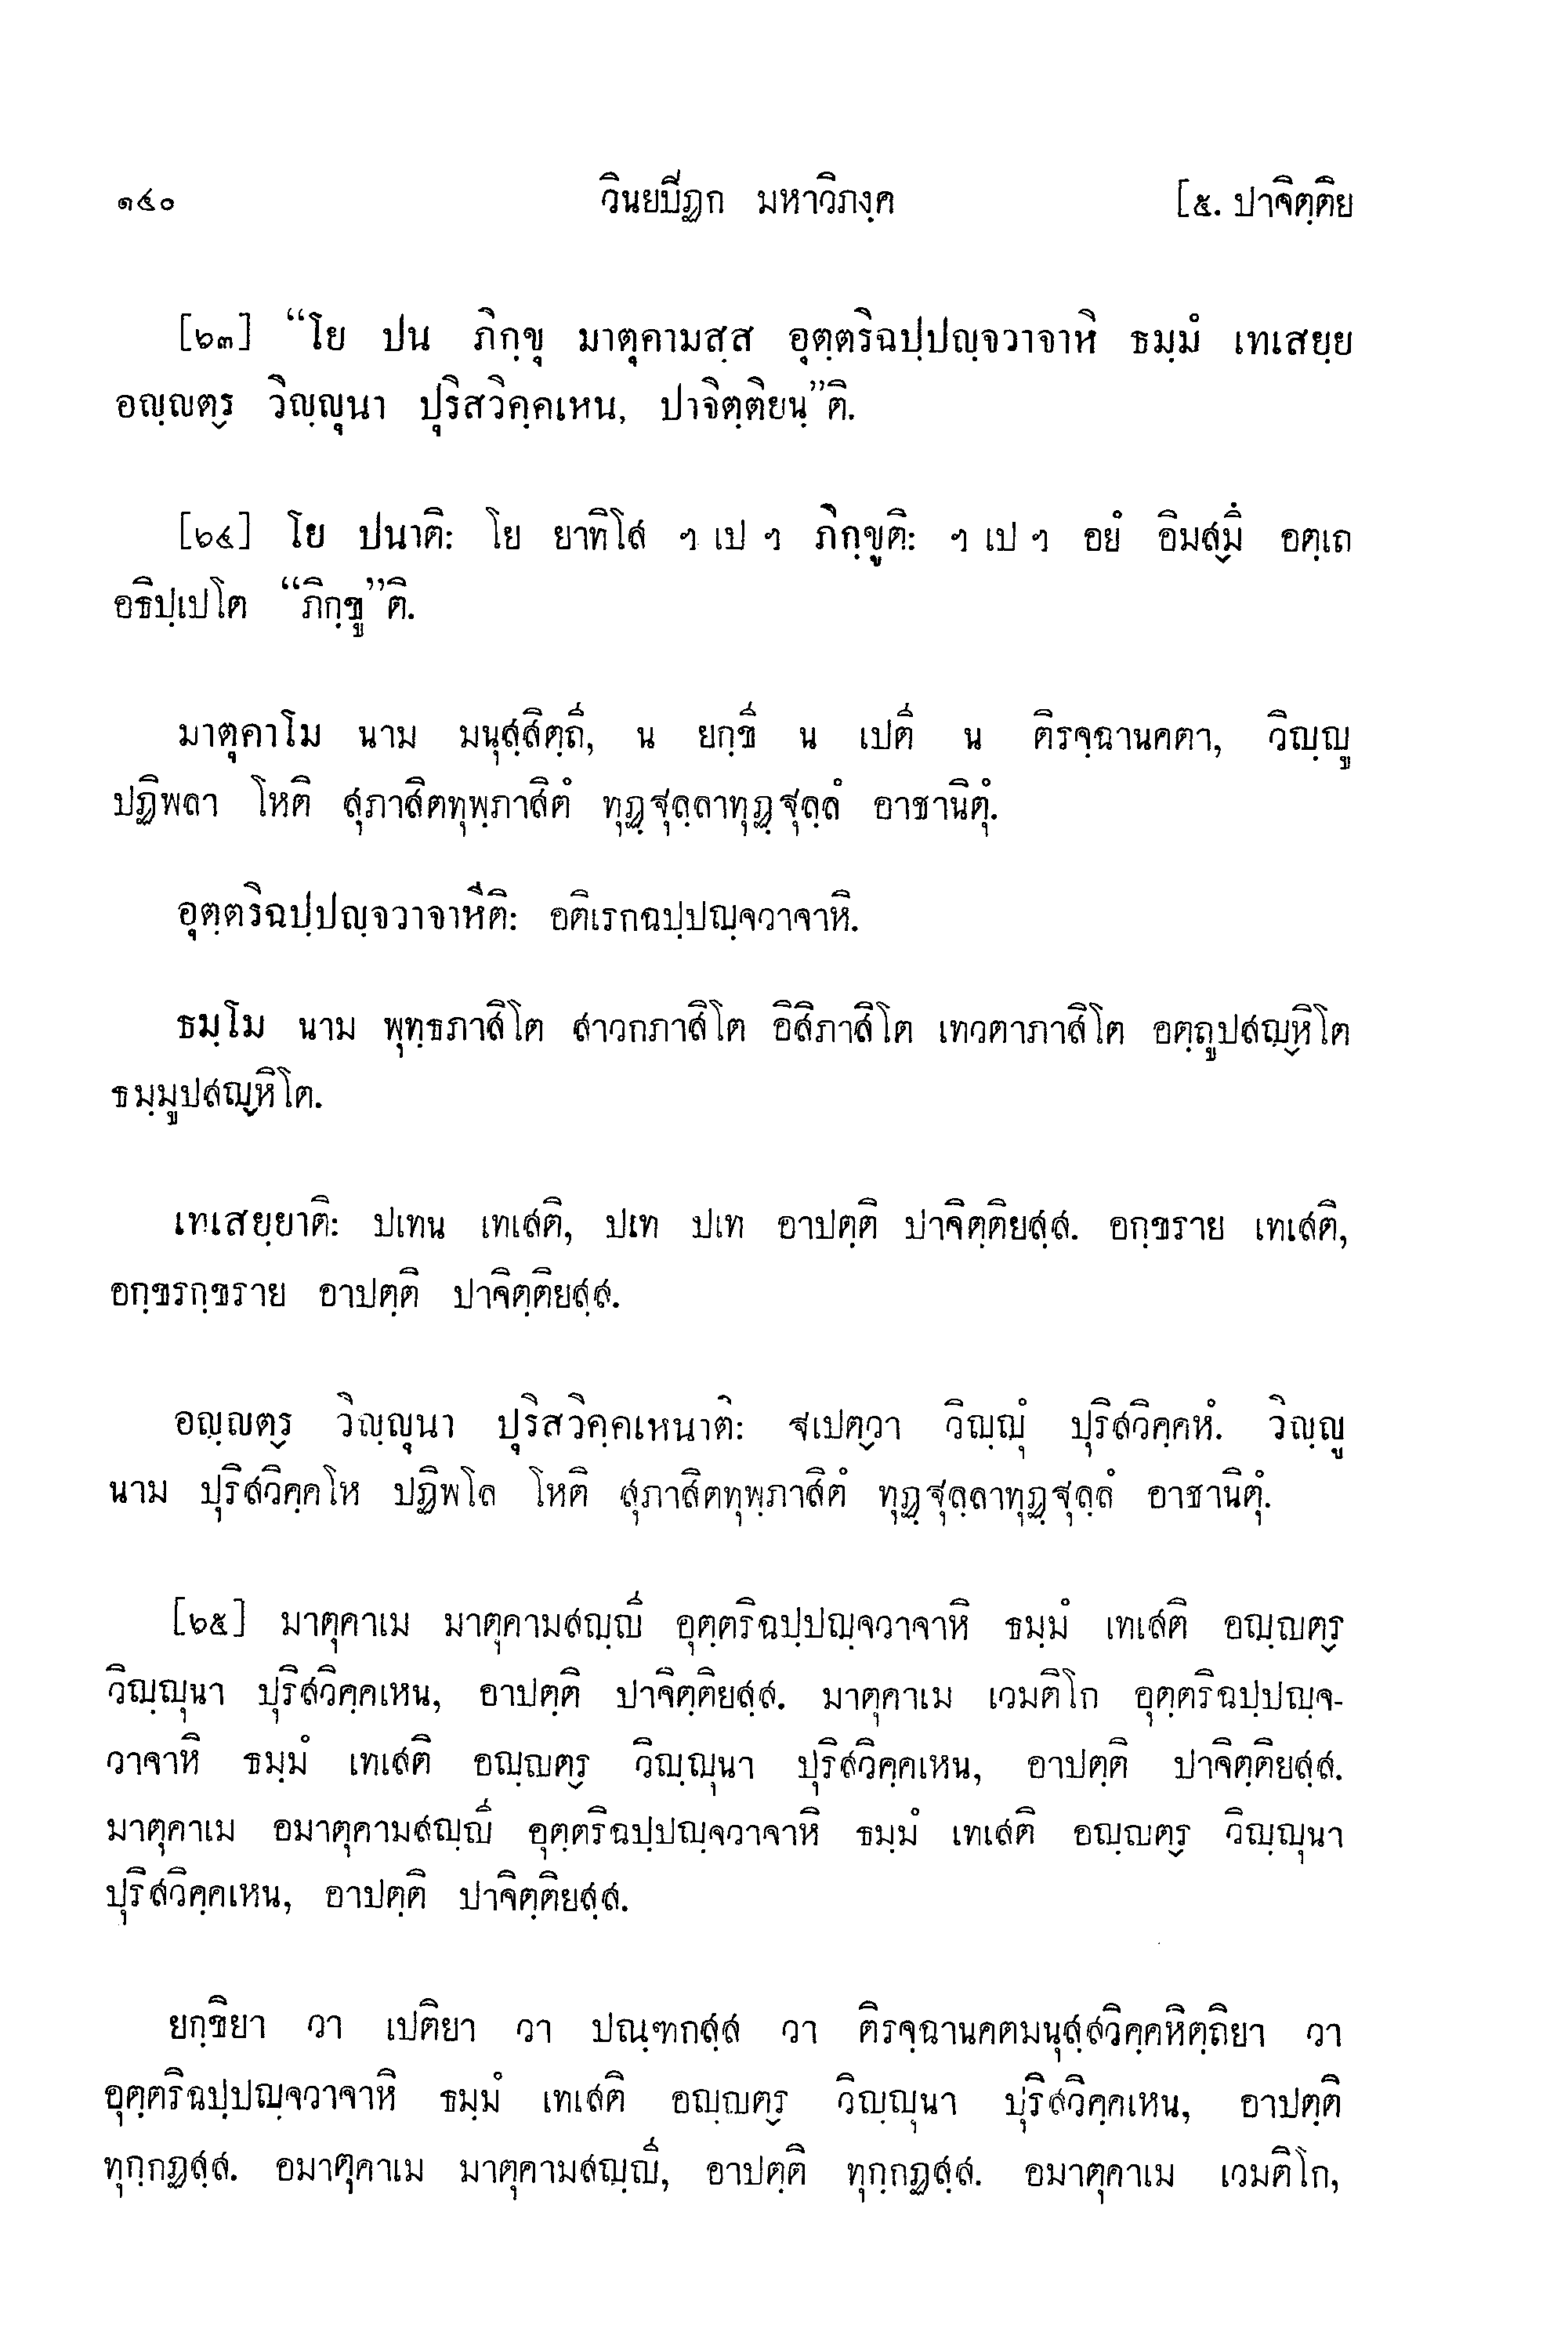 ๑๔๐ วินยปิฏก มหาวิภงฺค [๕. ปาจิตฺติย
[๖๓] “โย ปน ภิกฺขุ มาตุคามสฺส อุตฺตริฉปฺปญฺจวาจาหิ ธมฺมํ เทเสยฺย
อญฺญตฺร วิญฺญุนา ปุริสวิคฺคเหน, ปาจิตฺติยนฺ”ติ.
[๖๔] โย ปนาติ: โย ยาทิโส ฯ เป ฯ ภิกฺขูติ: ฯ เป ฯ อยํ อิมสฺมึ อตฺเถ
อธิปฺเปโต “ภิกฺขู”ติ.
มาตุคาโม นาม มนุสฺสิตฺถี, น ยกฺขี น เปตี น ติรจฺฉานคตา, วิญฺญู
ปฏิพลา โหติ สุภาสิตทุพฺภาสิตํ ทุฏฺฐุลฺลาทุฏฺฐุลฺลํ อาชานิตุํ.
อุตฺตริฉปฺปญฺจวาจาหีติ: อติเรกฉปฺปญฺจวาจาหิ.
ธมฺโม นาม พุทฺธภาสิโต สาวกภาสิโต อิสิภาสิโต เทวตาภาสิโต อตฺถูปสญฺหิโต
ธมฺมูปสญฺหิโต.
เทเสยฺยาติ: ปเทน เทเสติ, ปเท ปเท อาปตฺติ ปาจิตฺติยสฺส. อกฺขราย เทเสติ,
อกฺขรกฺขราย อาปตฺติ ปาจิตฺติยสฺส.
อญฺญตฺร วิญฺญุนา ปุริสวิคฺคเหนาติ: ฐเปตฺวา วิญฺญุํ ปุริสวิคฺคหํ. วิญฺญู
นาม ปุริสวิคฺคโห ปฏิพโล โหติ สุภาสิตทุพฺภาสิตํ ทุฏฺฐุลฺลาทุฏฺฐุลฺลํ อาชานิตุํ.
[๖๕] มาตุคาเม มาตุคามสญฺญี อุตฺตริฉปฺปญฺจวาจาหิ ธมฺมํ เทเสติ อญฺญตฺร
วิญฺญุนา ปุริสวิคฺคเหน, อาปตฺติ ปาจิตฺติยสฺส. มาตุคาเม เวมติโก อุตฺตริฉปฺปญฺจ-
วาจาหิ ธมฺมํ เทเสติ อญฺญตฺร วิญฺญุนา ปุริสวิคฺคเหน, อาปตฺติ ปาจิตฺติยสฺส.
มาตุคาเม อมาตุคามสญฺญี อุตฺตริฉปฺปญฺจวาจาหิ ธมฺมํ เทเสติ อญฺญตฺร วิญฺญุนา
ปุริสวิคฺคเหน, อาปตฺติ ปาจิตฺติยสฺส.
ยกฺขิยา วา เปติยา วา ปณฺฑกสฺส วา ติรจฺฉานคตมนุสฺสวิคฺคหิตฺถิยา วา
อุตฺตริฉปฺปญฺจวาจาหิ ธมฺมํ เทเสติ อญฺญตฺร วิญฺญุนา ปุริสวิคฺคเหน, อาปตฺติ
ทุกฺกฏสฺส. อมาตุคาเม มาตุคามสญฺญี, อาปตฺติ ทุกฺกฏสฺส. อมาตุคาเม เวมติโก,